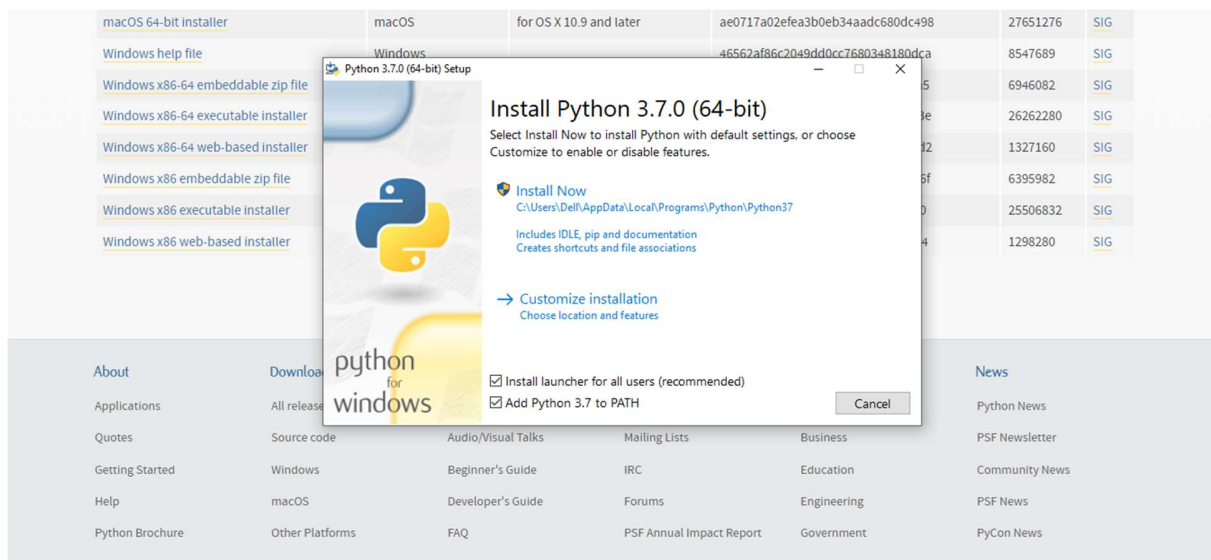 macOS 64-bit installer macOS for OS X 10.9 and later ae0717a02efea3b0eb34aadc680dc498 27651276 SIG
Windows help file Windows 46562af86c2049dd0cc7680348180dca 8547689 SIG
Windows x86-64 embeddable zip file 6946082 SIG
Windows x86-64 executable installer 26262280 SIG
Windows x86-64 web-based installer 1327160 SIG
Windows x86 embeddable zip file 6395982 SIG
Windows x86 executable installer 25506832 SIG
Windows x86 web-based installer 1298280 SIG
Python 3.7.0 (64-bit) Setup
Install Python 3.7.0 (64-bit)
Select Install Now to install Python with default settings, or choose
Customize to enable or disable features.
Install Now
C:\Users\Dell\AppData\Local\Programs\Python\Python37
Includes IDLE, pip and documentation
Creates shortcuts and file associations
Customize installation
Choose location and features
python
for
windows
Install launcher for all users (recommended)
Add Python 3.7 to PATH
Cancel
About News
Applications All release Python News
Quotes Source code Audio/Visual Talks Mailing Lists Business PSF Newsletter
Getting Started Windows Beginner's Guide IRC Education Community News
Help macOS Developer's Guide Forums Engineering PSF News
Python Brochure Other Platforms FAQ PSF Annual Impact Report Government PyCon News